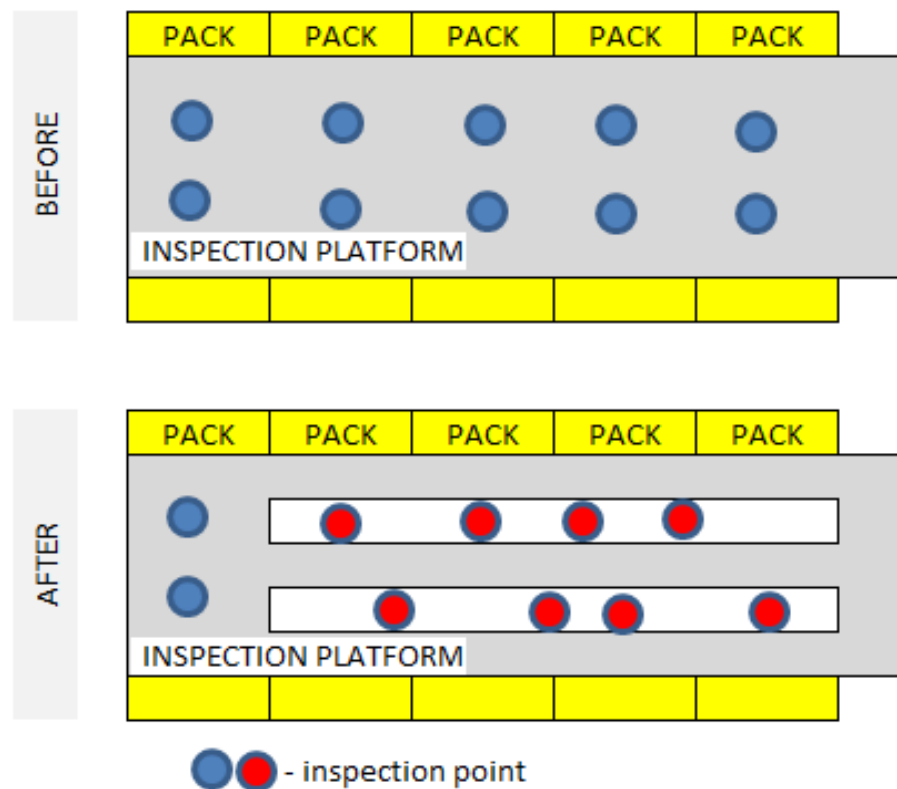 BEFORE
PACK PACK PACK PACK PACK
INSPECTION PLATFORM
AFTER
PACK PACK PACK PACK PACK
INSPECTION PLATFORM
- inspection point